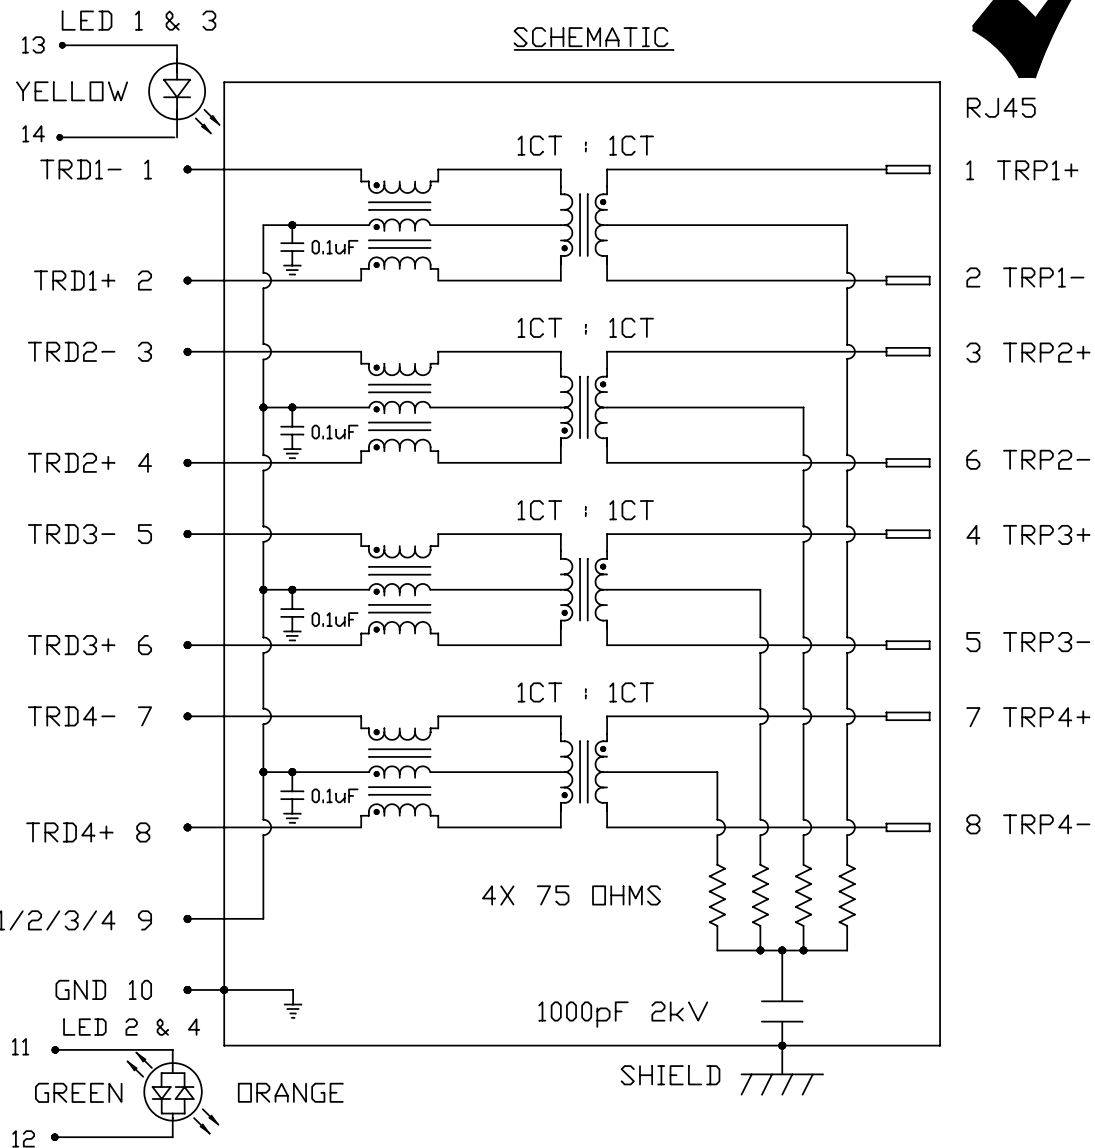 LED 1 & 3
SCHEMATIC
13
YELLOW
14
RJ45
1CT : 1CT
TRD1- 1
1 TRP1+
0.1uF
TRD1+ 2
2 TRP1-
1CT : 1CT
TRD2- 3
3 TRP2+
0.1uF
TRD2+ 4
6 TRP2-
1CT : 1CT
TRD3- 5
4 TRP3+
0.1uF
TRD3+ 6
5 TRP3-
1CT : 1CT
TRD4- 7
7 TRP4+
0.1uF
TRD4+ 8
8 TRP4-
4X 75 OHMS
1/2/3/4 9
GND 10
1000pF 2kV
LED 2 & 4
11
SHIELD
GREEN
ORANGE
12